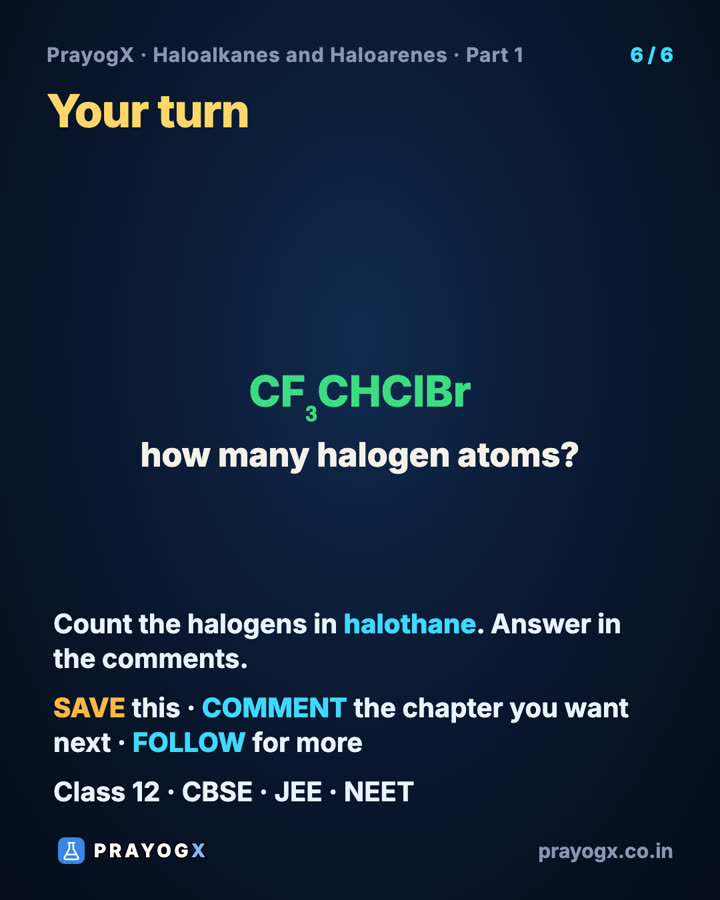 PrayogX · Haloalkanes and Haloarenes · Part 1
6 / 6
Your turn
CF₃CHClBr
how many halogen atoms?
Count the halogens in halothane. Answer in
the comments.
SAVE this · COMMENT the chapter you want
next · FOLLOW for more
Class 12 · CBSE · JEE · NEET
PRAYOGX
prayogx.co.in